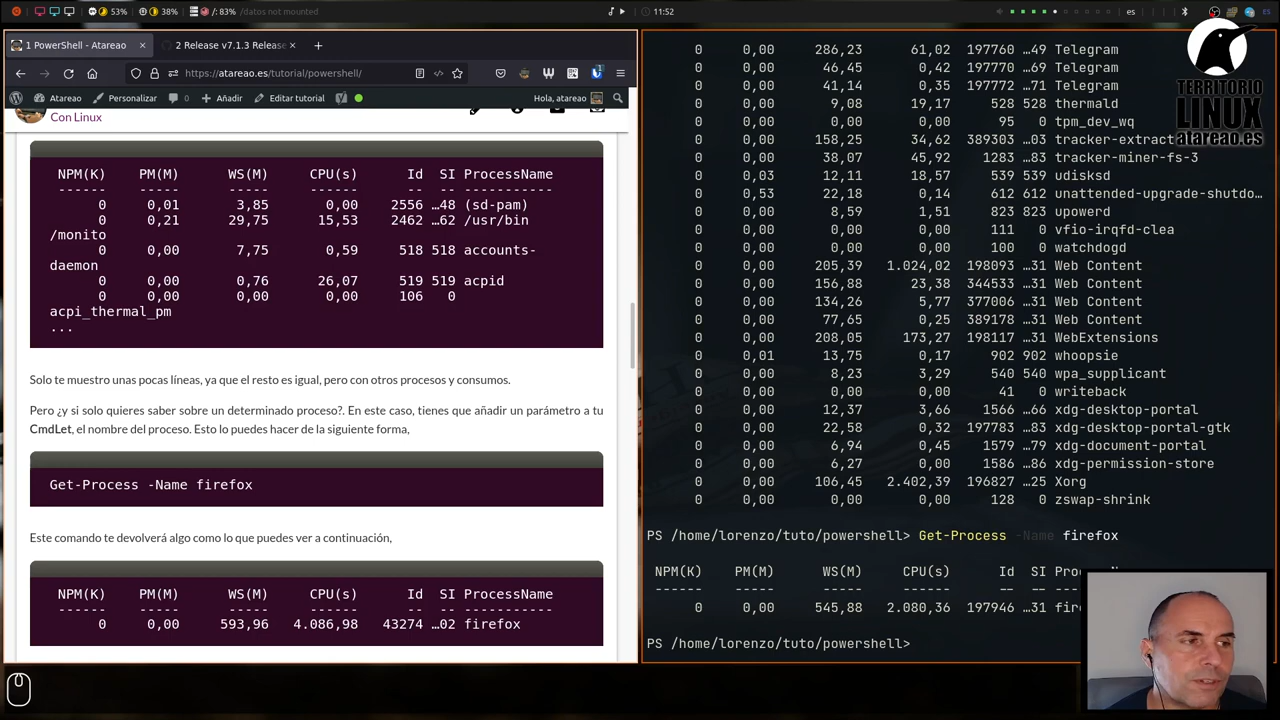 53% 38% /: 83% /datos not mounted
11:52
es
ES
1 PowerShell - Atareao
2 Release v7.1.3 Release
https://atareao.es/tutorial/powershell/
Atareao Personalizar 0 Añadir Editar tutorial Hola, atareao
Con Linux
NPM(K) PM(M) WS(M) CPU(s) Id SI ProcessName
------ ----- ----- ------ -- -- -----------
0 0,01 3,85 0,00 2556 …48 (sd-pam)
0 0,21 29,75 15,53 2462 …62 /usr/bin
/monito
0 0,00 7,75 0,59 518 518 accounts-
daemon
0 0,00 0,76 26,07 519 519 acpid
0 0,00 0,00 0,00 106 0
acpi_thermal_pm
...
Solo te muestro unas pocas líneas, ya que el resto es igual, pero con otros procesos y consumos.
Pero ¿y si solo quieres saber sobre un determinado proceso?. En este caso, tienes que añadir un parámetro a tu
CmdLet, el nombre del proceso. Esto lo puedes hacer de la siguiente forma,
Get-Process -Name firefox
Este comando te devolverá algo como lo que puedes ver a continuación,
NPM(K) PM(M) WS(M) CPU(s) Id SI ProcessName
------ ----- ----- ------ -- -- -----------
0 0,00 593,96 4.086,98 43274 …02 firefox
0 0,00 286,23 61,02 197760 …49 Telegram
0 0,00 46,45 0,42 197770 …69 Telegram
0 0,00 41,14 0,35 197772 …71 Telegram
0 0,00 9,08 19,17 528 528 thermald
0 0,00 0,00 0,00 95 0 tpm_dev_wq
0 0,00 158,25 34,62 389303 …03 tracker-extract
0 0,00 38,07 45,92 1283 …83 tracker-miner-fs-3
0 0,03 12,11 18,57 539 539 udisksd
0 0,53 22,18 0,14 612 612 unattended-upgrade-shutdo…
0 0,00 8,59 1,51 823 823 upowerd
0 0,00 0,00 0,00 111 0 vfio-irqfd-clea
0 0,00 0,00 0,00 100 0 watchdogd
0 0,00 205,39 1.024,02 198093 …31 Web Content
0 0,00 156,88 23,38 344533 …31 Web Content
0 0,00 134,26 5,77 377006 …31 Web Content
0 0,00 77,65 0,25 389178 …31 Web Content
0 0,00 208,05 173,27 198117 …31 WebExtensions
0 0,01 13,75 0,17 902 902 whoopsie
0 0,00 8,23 3,29 540 540 wpa_supplicant
0 0,00 0,00 0,00 41 0 writeback
0 0,00 12,37 3,66 1566 …66 xdg-desktop-portal
0 0,00 22,58 0,32 197783 …83 xdg-desktop-portal-gtk
0 0,00 6,94 0,45 1579 …79 xdg-document-portal
0 0,00 6,27 0,00 1586 …86 xdg-permission-store
0 0,00 106,45 2.402,39 196827 …25 Xorg
0 0,00 0,00 0,00 128 0 zswap-shrink
PS /home/lorenzo/tuto/powershell> Get-Process -Name firefox
NPM(K) PM(M) WS(M) CPU(s) Id SI
------ ----- ----- ------ -- --
0 0,00 545,88 2.080,36 197946 …31
PS /home/lorenzo/tuto/powershell>
TERRITORIO
LINUX
atareao.es